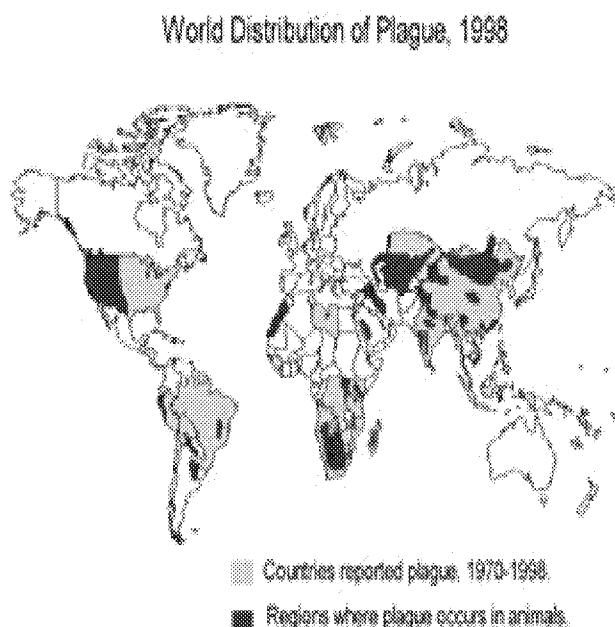 World Distribution of Plague, 1998
Countries reported plague, 1970-1998.
Regions where plague occurs in animals.